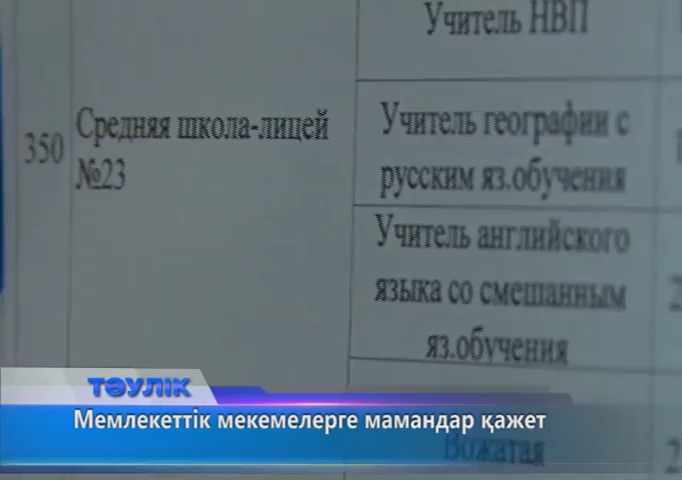 Учитель НВП
350
Средняя школа-лицей
№23
Учитель географии с
русским яз.обучения
Учитель английского
языка со смешанным
яз.обучения
ТӘУЛІК
Мемлекеттік мекемелерге мамандар қажет
Вожатая